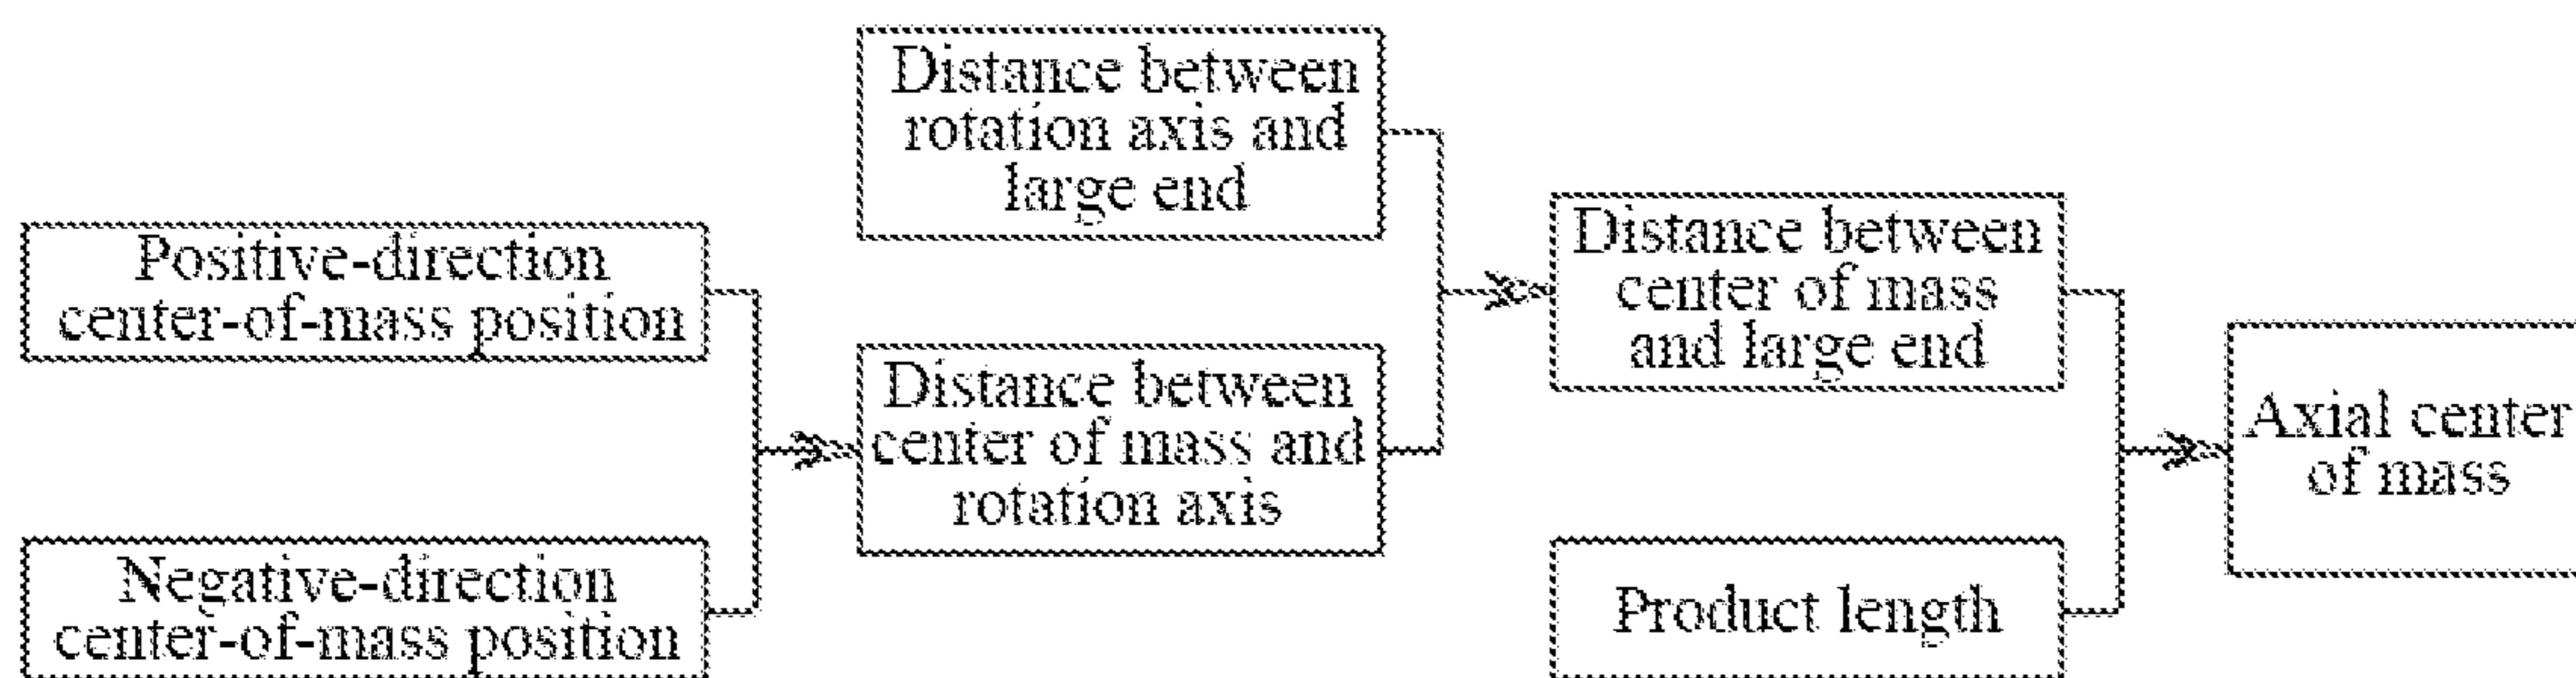 Distance between
rotation axis and
large end
Positive-direction
center-of-mass position
Distance between
center of mass
and large end
Distance between
center of mass and
rotation axis
Axial center
of mass
Negative-direction
center-of-mass position
Product length